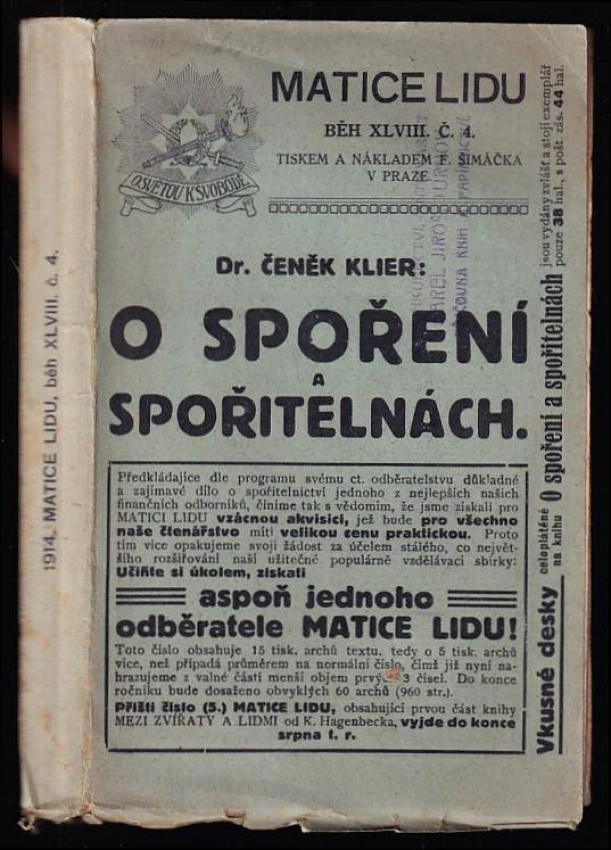 1914. MATICE LIDU, běh XLVIII. č. 4.
OSVĚTOU K SVOBODĚ.
MATICE LIDU
BĚH XLVIII. Č. 4.
TISKEM A NÁKLADEM F. ŠIMÁČKA
V PRAZE
Dr. ČENĚK KLIER:
O SPOŘENÍ
A
SPOŘITELNÁCH.
Předkládajíce dle programu svému ct. odběratelstvu důkladné
a zajímavé dílo o spořitelnictví jednoho z nejlepších našich
finančních odborníků, činíme tak s vědomím, že jsme získali pro
MATICI LIDU vzácnou akvisici, jež bude pro všechno
naše čtenářstvo míti velikou cenu praktickou. Proto
tím více opakujeme svoji žádost za účelem stálého, co největ-
šího rozšiřování naší užitečné populárně vzdělávací sbírky:
Učiňte si úkolem, získati
aspoň jednoho
odběratele MATICE LIDU!
Toto číslo obsahuje 15 tisk. archů textu, tedy o 5 tisk. archů
více, než připadá průměrem na normální číslo, čímž již nyní na-
hrazujeme z valné části menší objem prvý 3 čísel. Do konce
ročníku bude dosaženo obvyklých 60 archů (960 str.).
Příští číslo (5.) MATICE LIDU, obsahující prvou část knihy
MEZI ZVÍŘATY A LIDMI od K. Hagenbecka, vyjde do konce
srpna t. r.
Vkusné desky
celoplátěné
na knihu
O spoření a spořitelnách
jsou vydány zvlášť a stojí exemplář
pouze 38 hal., s pošt. zás. 44 hal.
KAREL JIRO
KNIH A PAPÍR